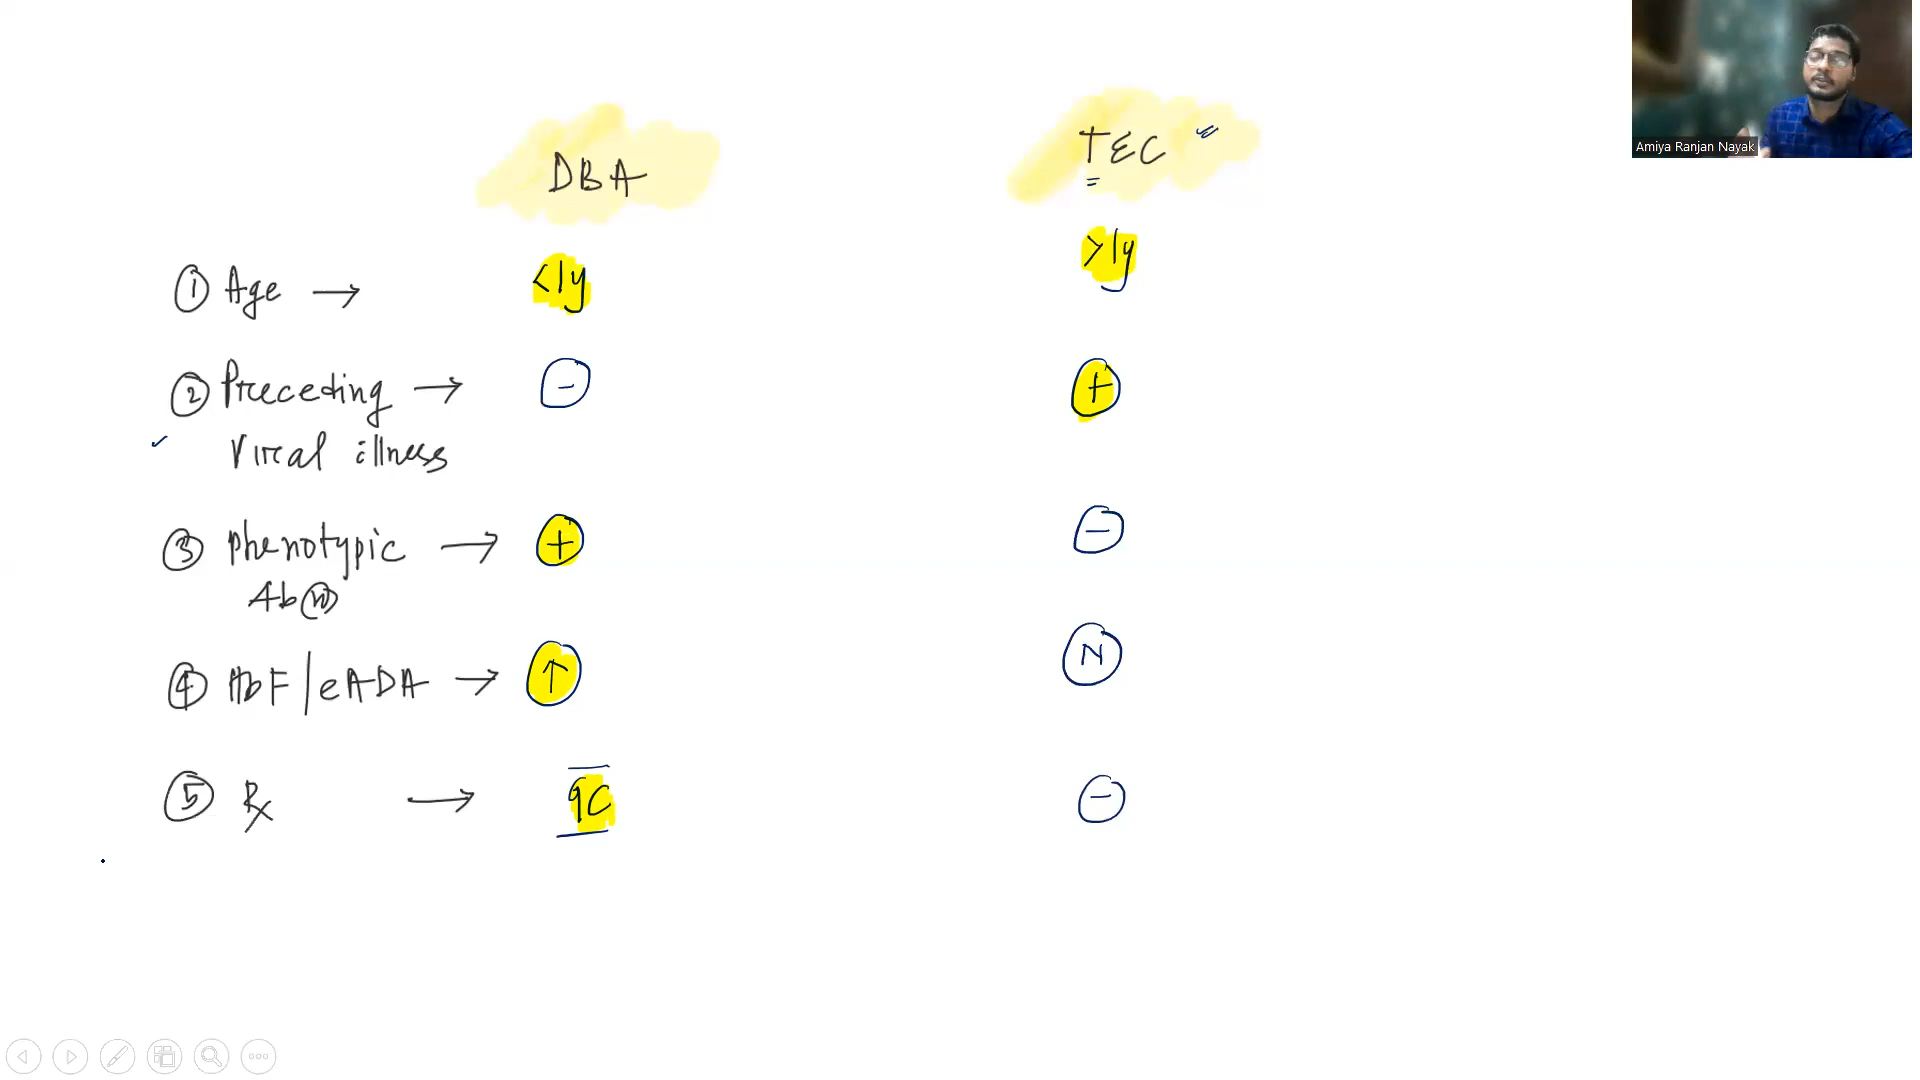 Amiya Ranjan Nayak
DBA TEC
① Age → <1y >1y
② Preceding → - +
Viral illness
③ Phenotypic → + -
Ab(N)
④ HbF/eADA → ↑ N
⑤ Rx → -